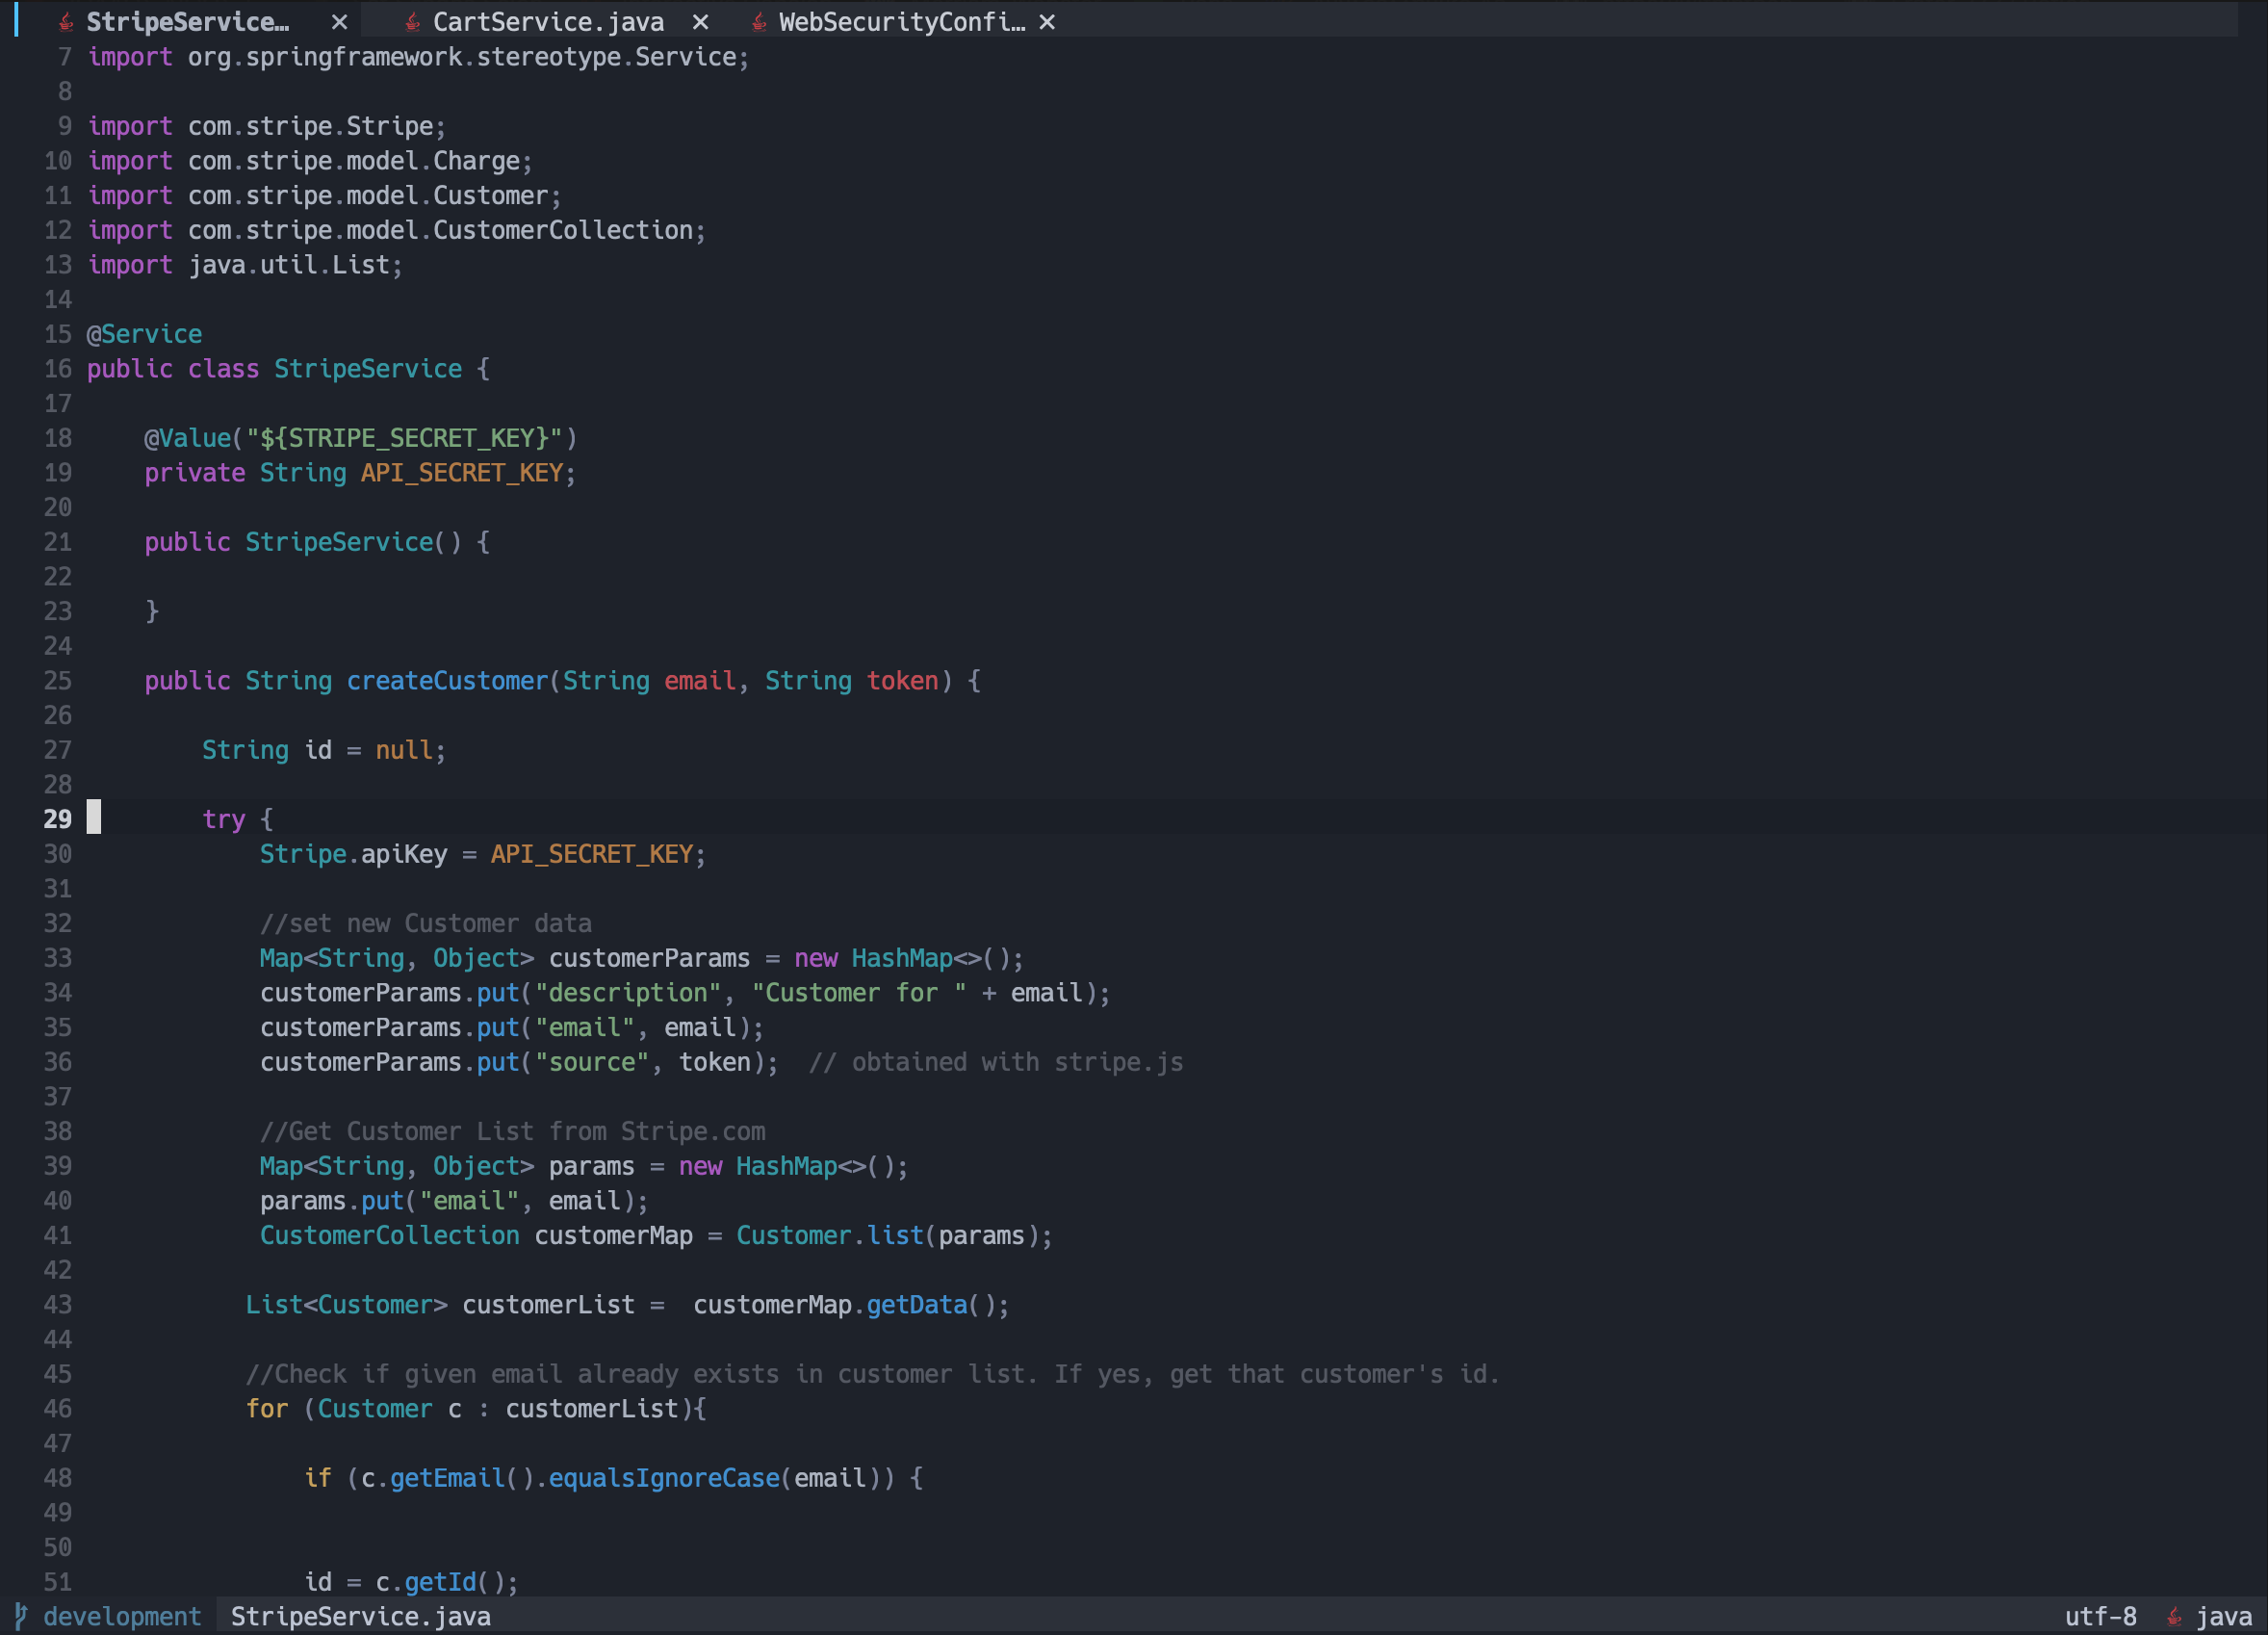 StripeService… × CartService.java × WebSecurityConfi… ×
7 import org.springframework.stereotype.Service;
8
9 import com.stripe.Stripe;
10 import com.stripe.model.Charge;
11 import com.stripe.model.Customer;
12 import com.stripe.model.CustomerCollection;
13 import java.util.List;
14
15 @Service
16 public class StripeService {
17
18     @Value("${STRIPE_SECRET_KEY}")
19     private String API_SECRET_KEY;
20
21     public StripeService() {
22
23     }
24
25     public String createCustomer(String email, String token) {
26
27         String id = null;
28
29         try {
30             Stripe.apiKey = API_SECRET_KEY;
31
32             //set new Customer data
33             Map<String, Object> customerParams = new HashMap<>();
34             customerParams.put("description", "Customer for " + email);
35             customerParams.put("email", email);
36             customerParams.put("source", token);  // obtained with stripe.js
37
38             //Get Customer List from Stripe.com
39             Map<String, Object> params = new HashMap<>();
40             params.put("email", email);
41             CustomerCollection customerMap = Customer.list(params);
42
43            List<Customer> customerList =  customerMap.getData();
44
45            //Check if given email already exists in customer list. If yes, get that customer's id.
46            for (Customer c : customerList){
47
48                if (c.getEmail().equalsIgnoreCase(email)) {
49
50
51                id = c.getId();
development StripeService.java utf-8 java